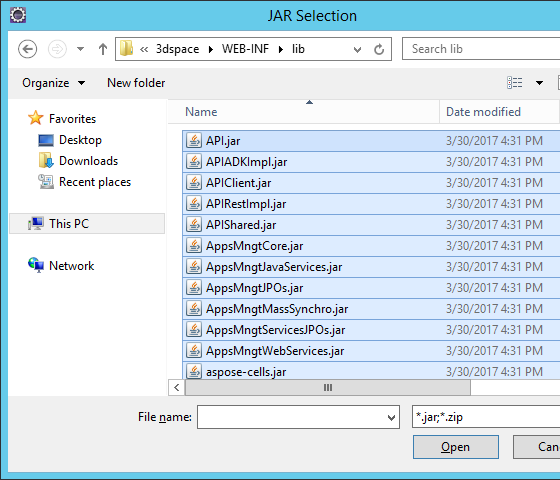 JAR Selection
« 3dspace › WEB-INF › lib
Search lib
Organize
New folder
Name
Date modified
Favorites
Desktop
Downloads
Recent places
This PC
Network
API.jar 3/30/2017 4:31 PM
APIADKImpl.jar 3/30/2017 4:31 PM
APIClient.jar 3/30/2017 4:31 PM
APIRestImpl.jar 3/30/2017 4:31 PM
APIShared.jar 3/30/2017 4:31 PM
AppsMngtCore.jar 3/30/2017 4:31 PM
AppsMngtJavaServices.jar 3/30/2017 4:31 PM
AppsMngtJPOs.jar 3/30/2017 4:31 PM
AppsMngtMassSynchro.jar 3/30/2017 4:31 PM
AppsMngtServicesJPOs.jar 3/30/2017 4:31 PM
AppsMngtWebServices.jar 3/30/2017 4:31 PM
aspose-cells.jar 3/30/2017 4:31 PM
File name:
*.jar;*.zip
Open
Can